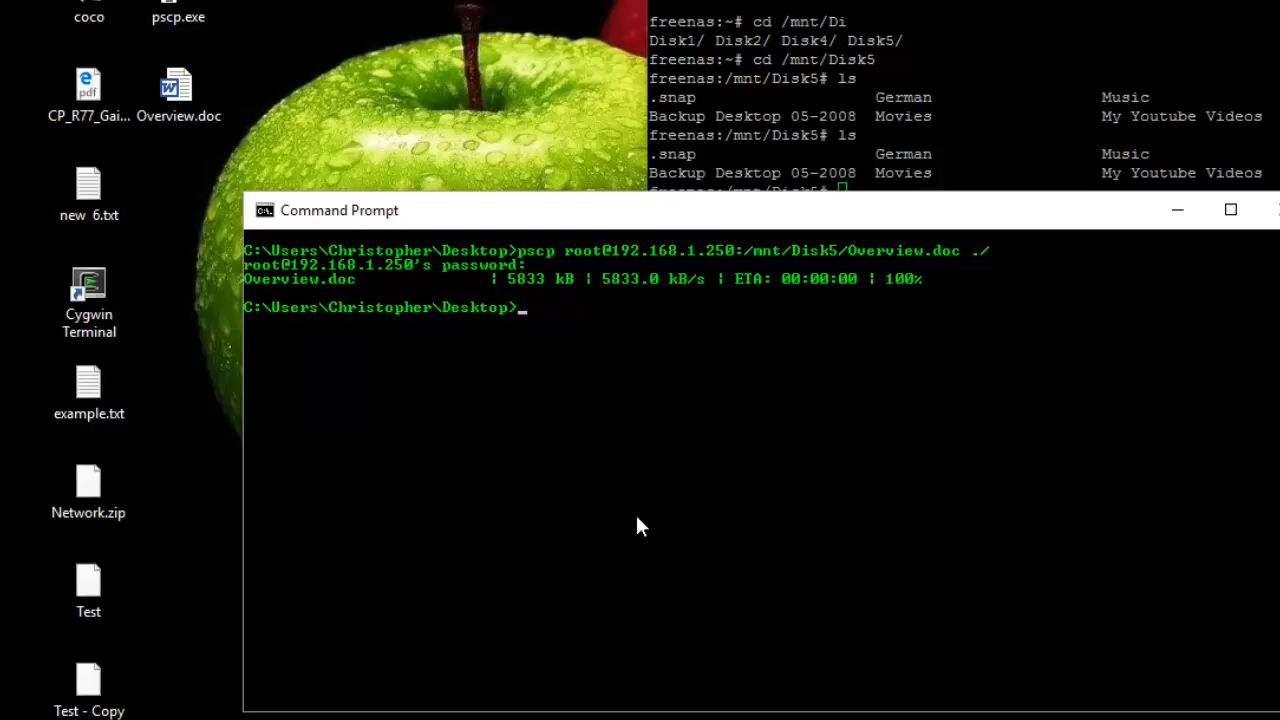 coco
pscp.exe
CP_R77_Gai...
Overview.doc
new 6.txt
Cygwin
Terminal
example.txt
Network.zip
Test
Test - Copy
freenas:~# cd /mnt/Di
Disk1/ Disk2/ Disk4/ Disk5/
freenas:~# cd /mnt/Disk5
freenas:/mnt/Disk5# ls
.snap German Music
Backup Desktop 05-2008 Movies My Youtube Videos
freenas:/mnt/Disk5# ls
.snap German Music
Backup Desktop 05-2008 Movies My Youtube Videos
freenas:/mnt/Disk5#
Command Prompt
C:\Users\Christopher\Desktop>pscp root@192.168.1.250:/mnt/Disk5/Overview.doc ./
root@192.168.1.250's password:
Overview.doc | 5833 kB | 5833.0 kB/s | ETA: 00:00:00 | 100%
C:\Users\Christopher\Desktop>